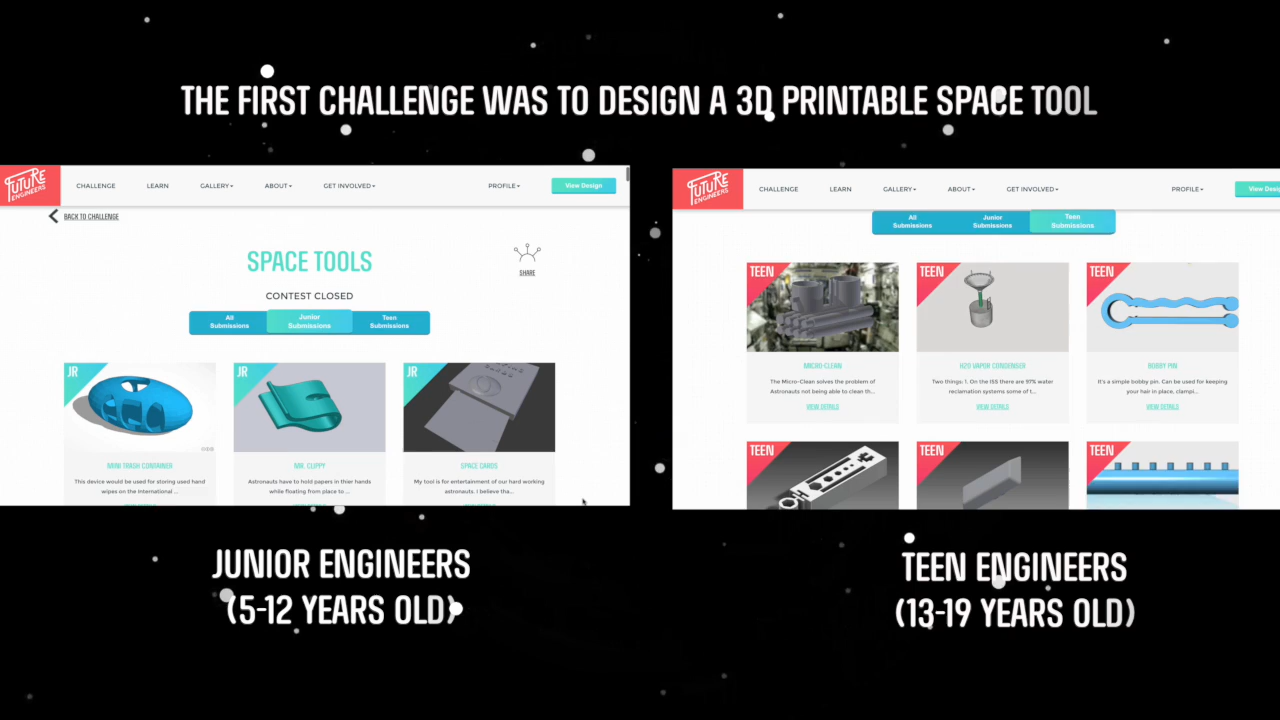 THE FIRST CHALLENGE WAS TO DESIGN A 3D PRINTABLE SPACE TOOL
FUTURE
ENGINEERS
CHALLENGE LEARN GALLERY ABOUT GET INVOLVED PROFILE View Design
BACK TO CHALLENGE
SPACE TOOLS
SHARE
CONTEST CLOSED
All
Submissions
Junior
Submissions
Teen
Submissions
JR
JR
JR
MINI TRASH CONTAINER
This device would be used for storing used hand
wipes on the International ...
MR. CLIPPY
Astronauts have to hold papers in thier hands
while floating from place to ...
SPACE CARDS
My tool is for entertainment of our hard working
astronauts. I believe tha...
JUNIOR ENGINEERS
(5-12 YEARS OLD)
FUTURE
ENGINEERS
CHALLENGE LEARN GALLERY ABOUT GET INVOLVED PROFILE View Desig
All
Submissions
Junior
Submissions
Teen
Submissions
TEEN
TEEN
TEEN
MICRO-CLEAN
The Micro-Clean solves the problem of
Astronauts not being able to clean th...
VIEW DETAILS
H20 VAPOR CONDENSER
Two things: 1. On the ISS there are 97% water
reclamation systems some of t...
VIEW DETAILS
BOBBY PIN
It's a simple bobby pin. Can be used for keeping
your hair in place, clampi...
VIEW DETAILS
TEEN
TEEN
TEEN
TEEN ENGINEERS
(13-19 YEARS OLD)